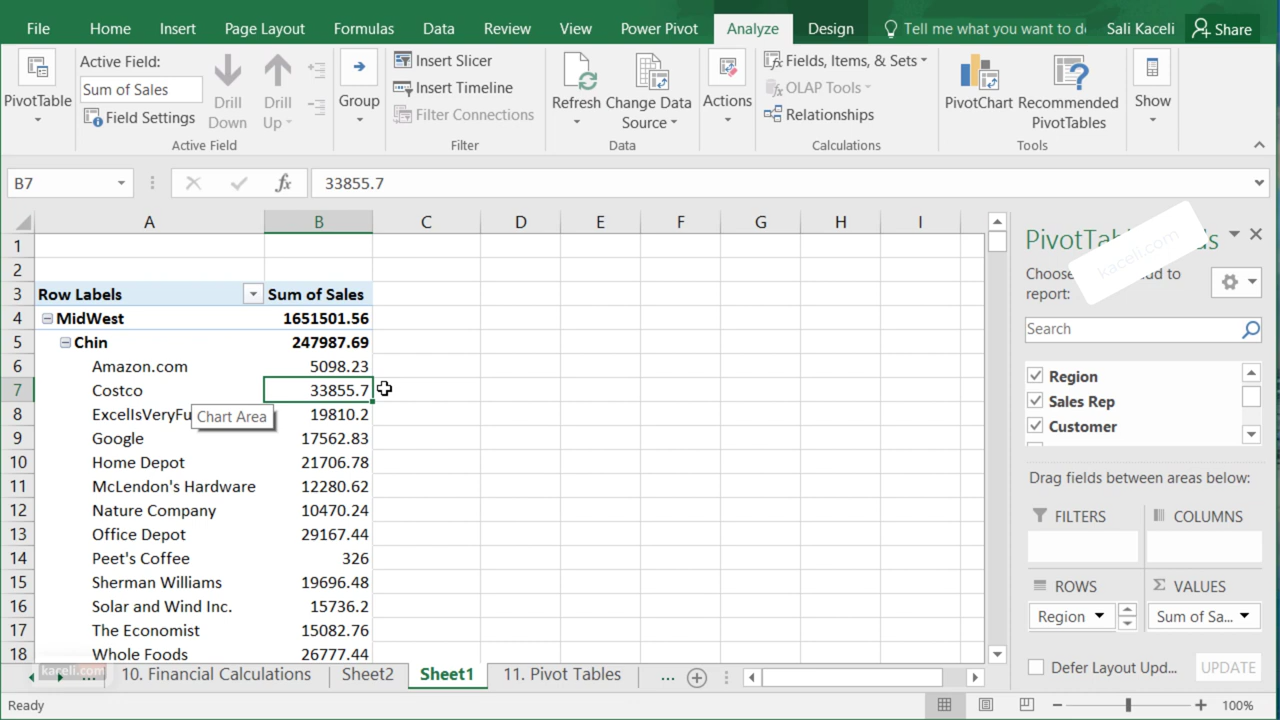 File Home Insert Page Layout Formulas Data Review View Power Pivot Analyze Design Tell me what you want to d Sali Kaceli Share
PivotTable
Active Field:
Sum of Sales
Field Settings
Drill Down
Drill Up
Active Field
Group
Insert Slicer
Insert Timeline
Filter Connections
Filter
Refresh
Change Data Source
Data
Actions
Fields, Items, & Sets
OLAP Tools
Relationships
Calculations
PivotChart
Recommended PivotTables
Tools
Show
B7 fx 33855.7
A B C D E F G H I
1
2
3 Row Labels Sum of Sales
4 MidWest 1651501.56
5 Chin 247987.69
6 Amazon.com 5098.23
7 Costco 33855.7
8 ExcelIsVeryFu 19810.2
Chart Area
9 Google 17562.83
10 Home Depot 21706.78
11 McLendon's Hardware 12280.62
12 Nature Company 10470.24
13 Office Depot 29167.44
14 Peet's Coffee 326
15 Sherman Williams 19696.48
16 Solar and Wind Inc. 15736.2
17 The Economist 15082.76
18 Whole Foods 26777.44
kaceli.com
... 10. Financial Calculations Sheet2 Sheet1 11. Pivot Tables ...
Ready 100%
PivotTa s
kaceli.com
Choose dd to
report:
Search
Region
Sales Rep
Customer
Drag fields between areas below:
FILTERS COLUMNS
ROWS Σ VALUES
Region Sum of Sa...
Defer Layout Upd... UPDATE